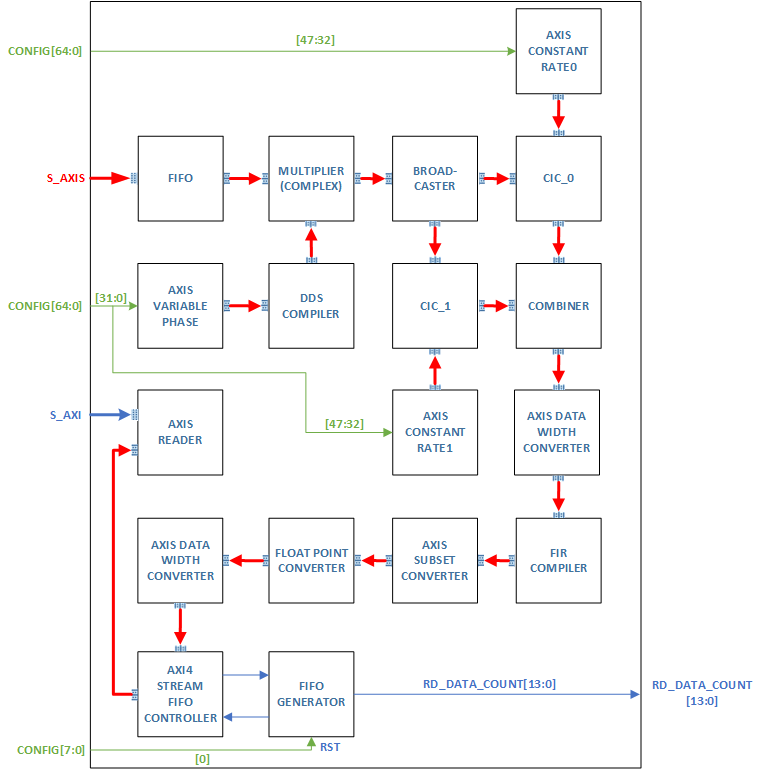 [47:32]
CONFIG[64:0]
AXIS
CONSTANT
RATE0
S_AXIS
FIFO
MULTIPLIER
(COMPLEX)
BROAD-
CASTER
CIC_0
CONFIG[64:0]
[31:0]
AXIS
VARIABLE
PHASE
DDS
COMPILER
CIC_1
COMBINER
S_AXI
AXIS
READER
[47:32]
AXIS
CONSTANT
RATE1
AXIS DATA
WIDTH
CONVERTER
AXIS DATA
WIDTH
CONVERTER
FLOAT POINT
CONVERTER
AXIS
SUBSET
CONVERTER
FIR
COMPILER
AXI4
STREAM
FIFO
CONTROLLER
FIFO
GENERATOR
RD_DATA_COUNT[13:0]
RD_DATA_COUNT
[13:0]
CONFIG[7:0]
[0]
RST